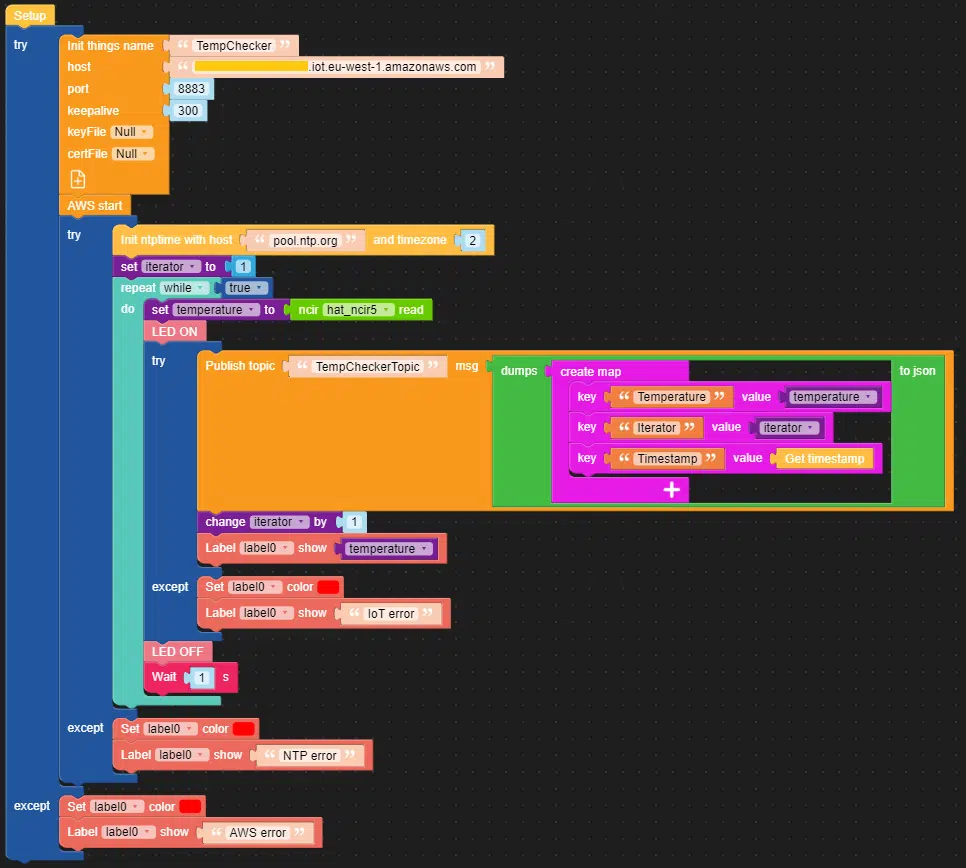 Setup
try
Init things name “ TempChecker ”
host “ .iot.eu-west-1.amazonaws.com ”
port 8883
keepalive 300
keyFile Null
certFile Null
AWS start
try
Init ntptime with host “ pool.ntp.org ” and timezone 2
set iterator to 1
repeat while true
do set temperature to ncir hat_ncir5 read
LED ON
try
Publish topic “ TempCheckerTopic ” msg dumps create map to json
key “ Temperature ” value temperature
key “ Iterator ” value iterator
key “ Timestamp ” value Get timestamp
change iterator by 1
Label label0 show temperature
except Set label0 color
Label label0 show “ IoT error ”
LED OFF
Wait 1 s
except Set label0 color
Label label0 show “ NTP error ”
except Set label0 color
Label label0 show “ AWS error ”